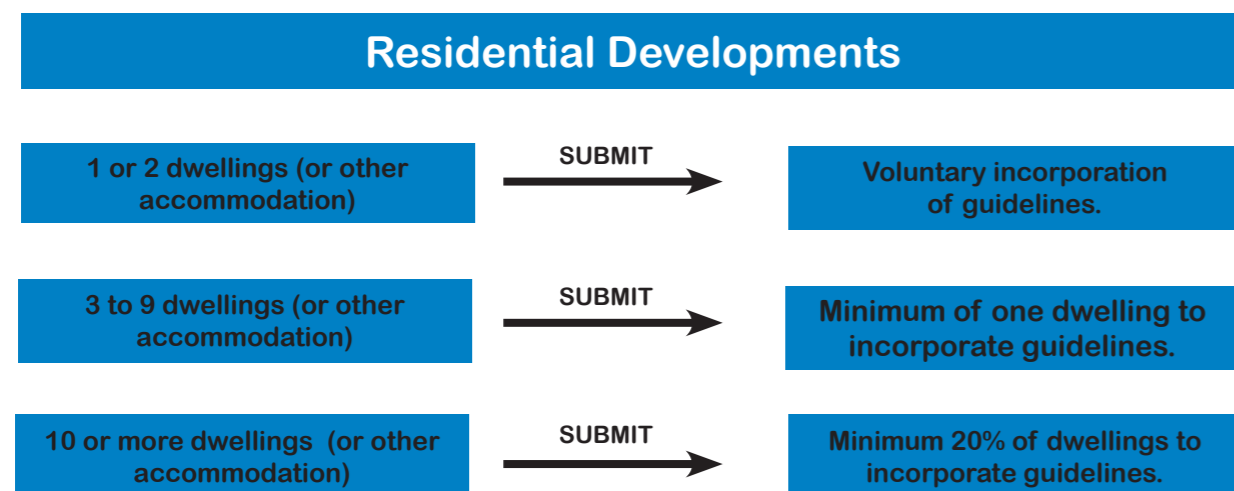 Residential Developments
1 or 2 dwellings (or other
accommodation)
SUBMIT
Voluntary incorporation
of guidelines.
3 to 9 dwellings (or other
accommodation)
SUBMIT
Minimum of one dwelling to
incorporate guidelines.
10 or more dwellings (or other
accommodation)
SUBMIT
Minimum 20% of dwellings to
incorporate guidelines.